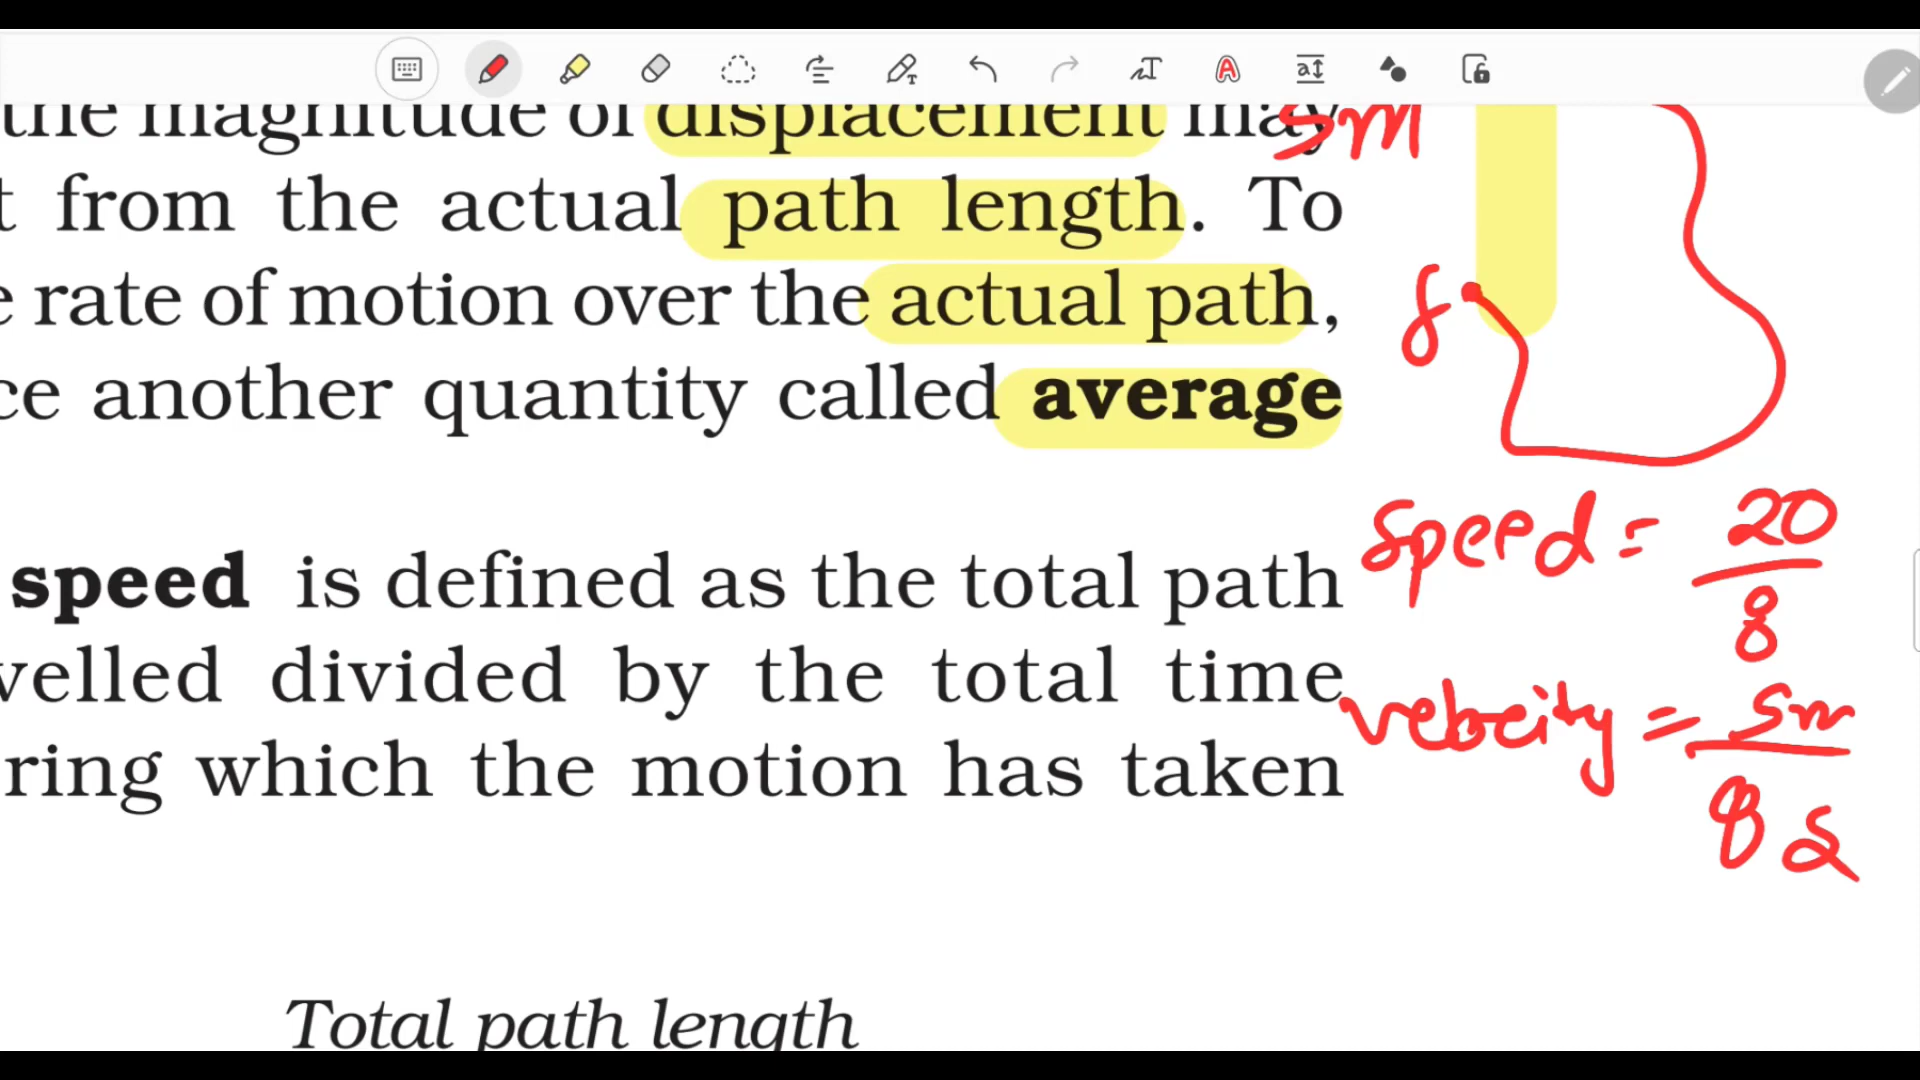 the magnitude of displacement may
5m
t from the actual path length. To
e rate of motion over the actual path,
f
ce another quantity called average
speed = 20
8
speed is defined as the total path
velled divided by the total time
velocity = 5m
8 s
ring which the motion has taken
Total path length